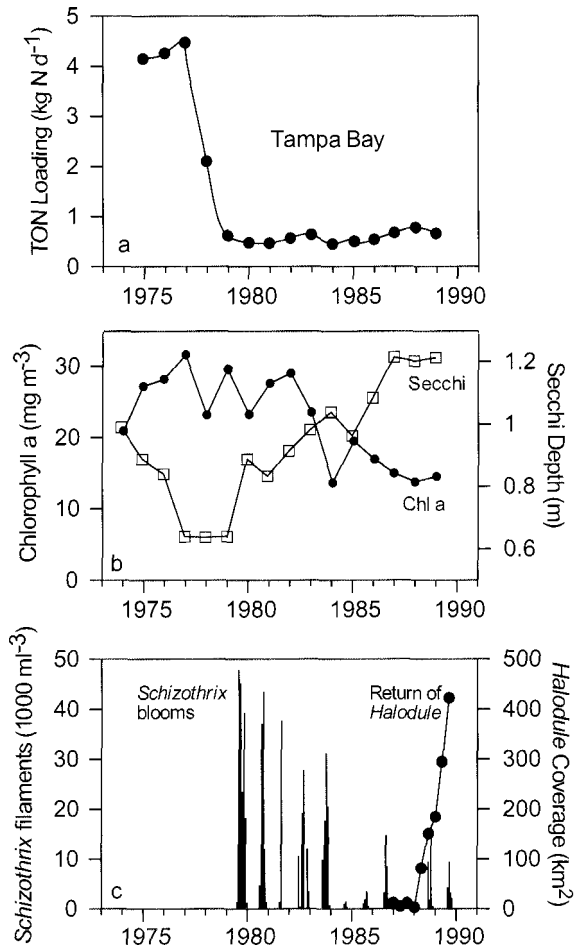 5
4
3
2
1
0
TON Loading (kg N d⁻¹)
Tampa Bay
a
1975 1980 1985 1990
30
20
10
0
Chlorophyll a (mg m⁻³)
Secchi
Chl a
b
1.2
1
0.8
0.6
Secchi Depth (m)
1975 1980 1985 1990
50
40
30
20
10
0
Schizothrix filaments (1000 ml⁻³)
Schizothrix
blooms
Return of
Halodule
c
500
400
300
200
100
0
Halodule Coverage (km²)
1975 1980 1985 1990